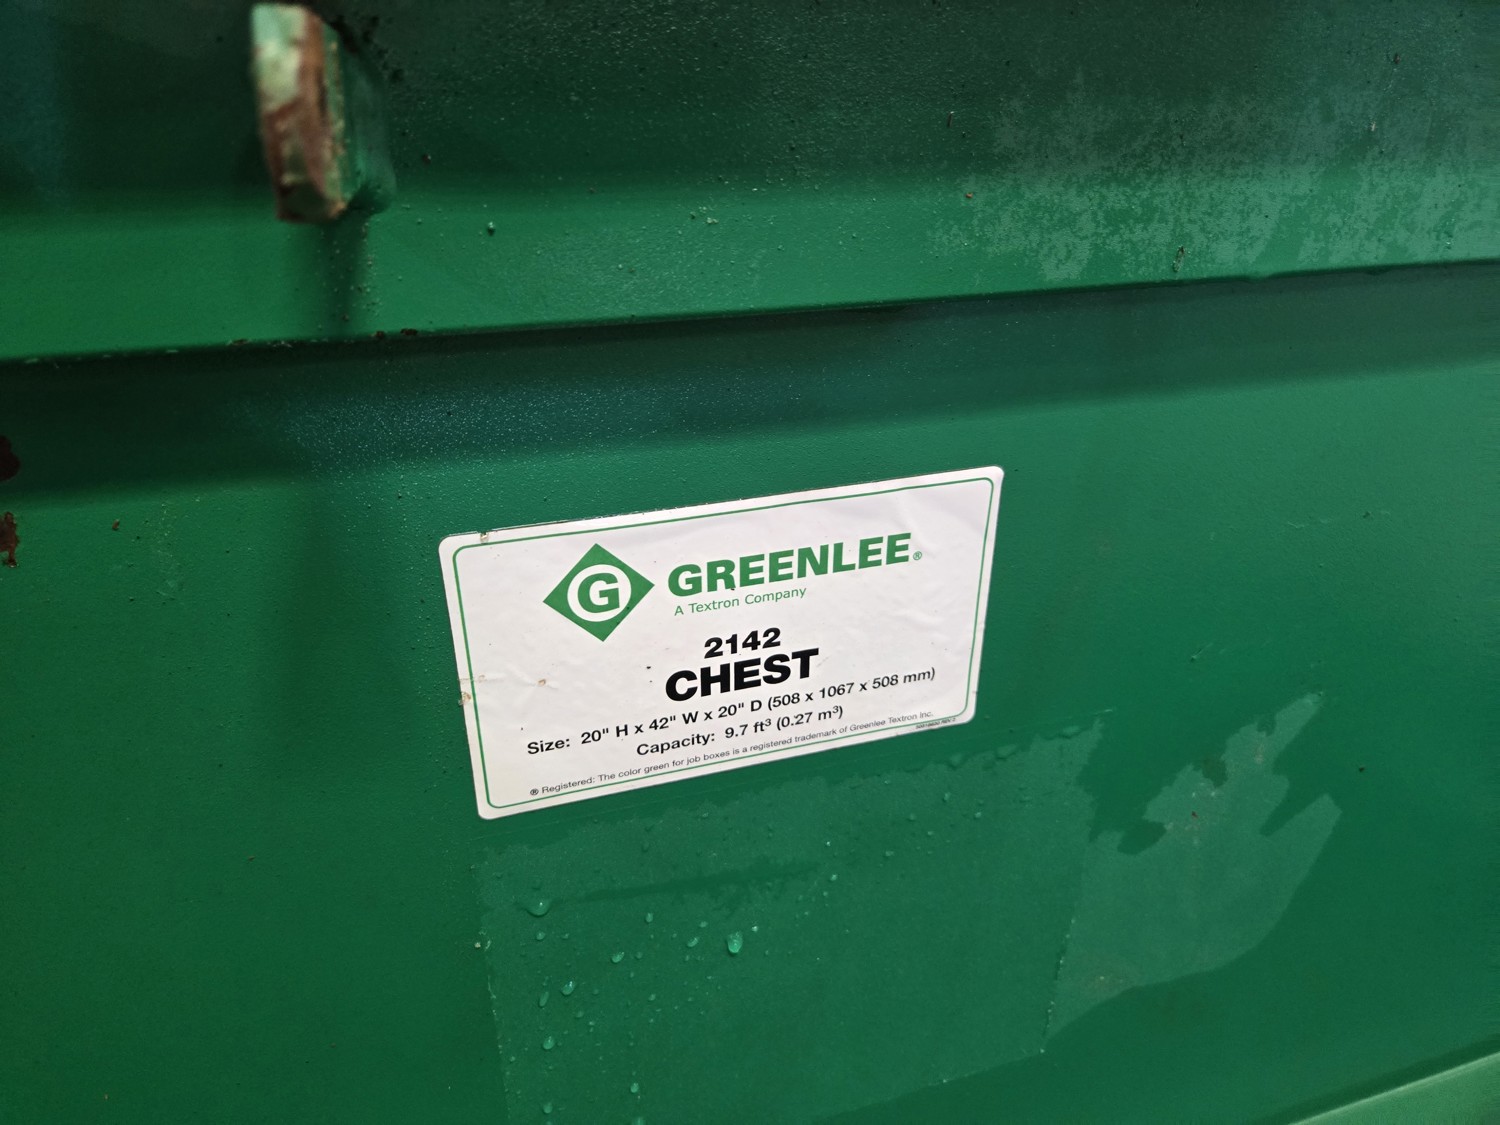 G GREENLEE®
A Textron Company
2142
CHEST
Size: 20" H x 42" W x 20" D (508 x 1067 x 508 mm)
Capacity: 9.7 ft³ (0.27 m³)
® Registered: The color green for job boxes is a registered trademark of Greenlee Textron Inc.